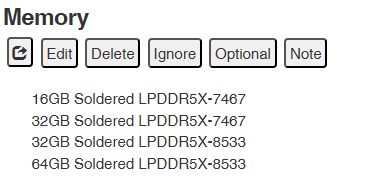 Memory
Edit Delete Ignore Optional Note
16GB Soldered LPDDR5X-7467
32GB Soldered LPDDR5X-7467
32GB Soldered LPDDR5X-8533
64GB Soldered LPDDR5X-8533